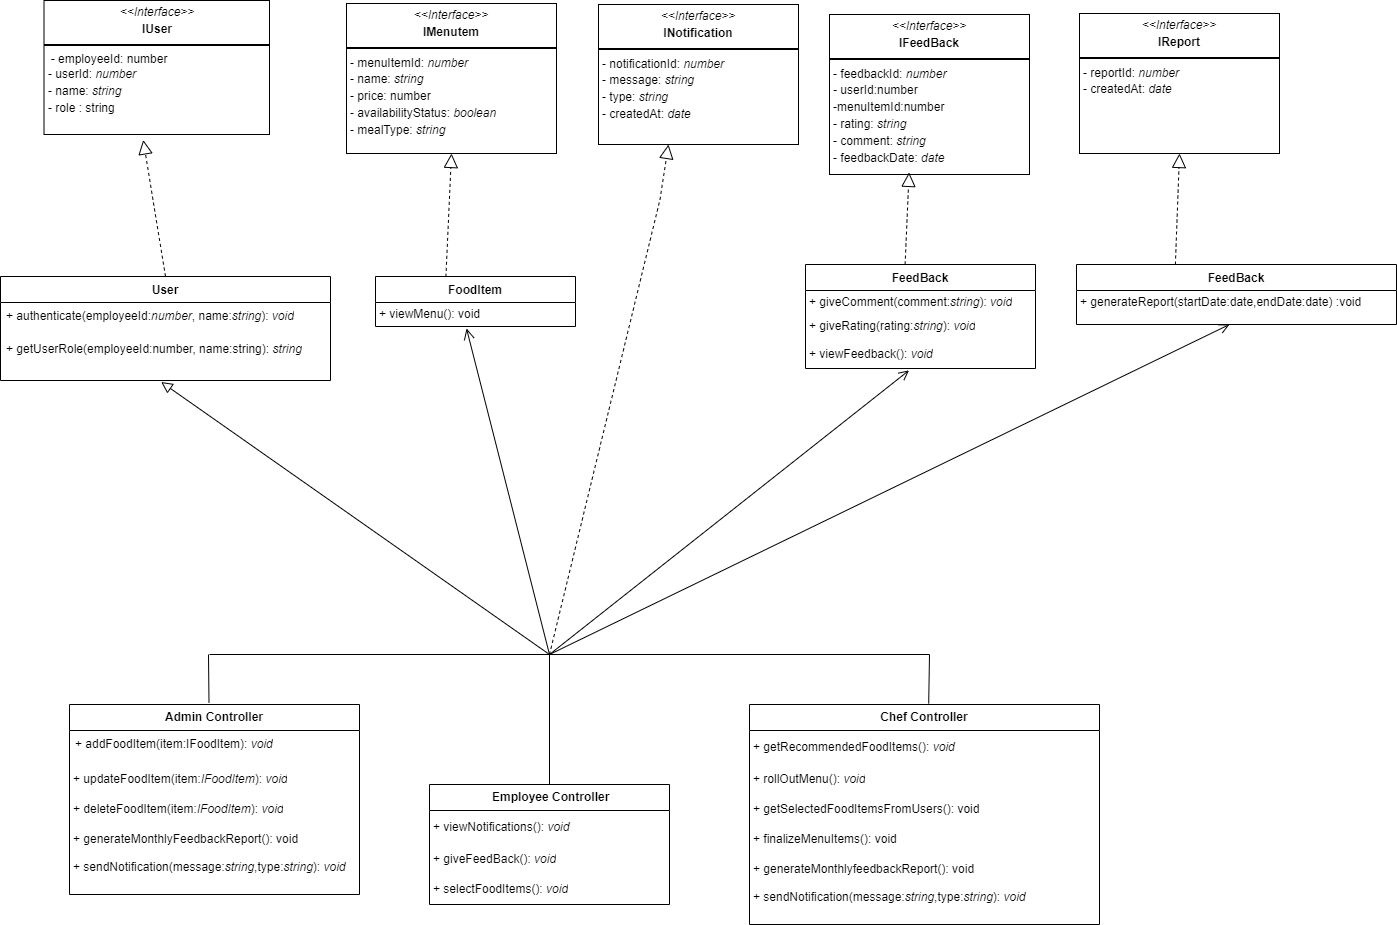 <<Interface>>
IUser
- employeeId: number
- userId: number
- name: string
- role : string
<<Interface>>
IMenutem
- menuItemId: number
- name: string
- price: number
- availabilityStatus: boolean
- mealType: string
<<Interface>>
INotification
- notificationId: number
- message: string
- type: string
- createdAt: date
<<Interface>>
IFeedBack
- feedbackId: number
- userId:number
-menuItemId:number
- rating: string
- comment: string
- feedbackDate: date
<<Interface>>
IReport
- reportId: number
- createdAt: date
User
+ authenticate(employeeId:number, name:string): void
+ getUserRole(employeeId:number, name:string): string
FoodItem
+ viewMenu(): void
FeedBack
+ giveComment(comment:string): void
+ giveRating(rating:string): void
+ viewFeedback(): void
FeedBack
+ generateReport(startDate:date,endDate:date) :void
Admin Controller
+ addFoodItem(item:IFoodItem): void
+ updateFoodItem(item:IFoodItem): void
+ deleteFoodItem(item:IFoodItem): void
+ generateMonthlyFeedbackReport(): void
+ sendNotification(message:string,type:string): void
Employee Controller
+ viewNotifications(): void
+ giveFeedBack(): void
+ selectFoodItems(): void
Chef Controller
+ getRecommendedFoodItems(): void
+ rollOutMenu(): void
+ getSelectedFoodItemsFromUsers(): void
+ finalizeMenuItems(): void
+ generateMonthlyfeedbackReport(): void
+ sendNotification(message:string,type:string): void